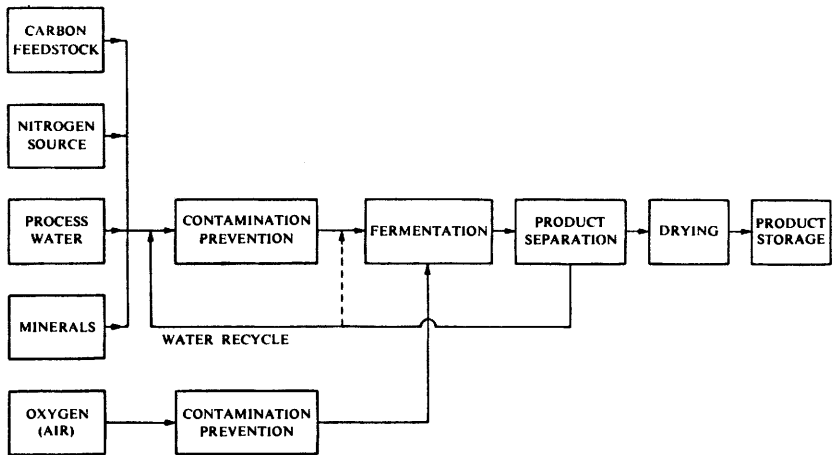 CARBON
FEEDSTOCK
NITROGEN
SOURCE
PROCESS
WATER
CONTAMINATION
PREVENTION
FERMENTATION
PRODUCT
SEPARATION
DRYING
PRODUCT
STORAGE
MINERALS
WATER RECYCLE
OXYGEN
(AIR)
CONTAMINATION
PREVENTION